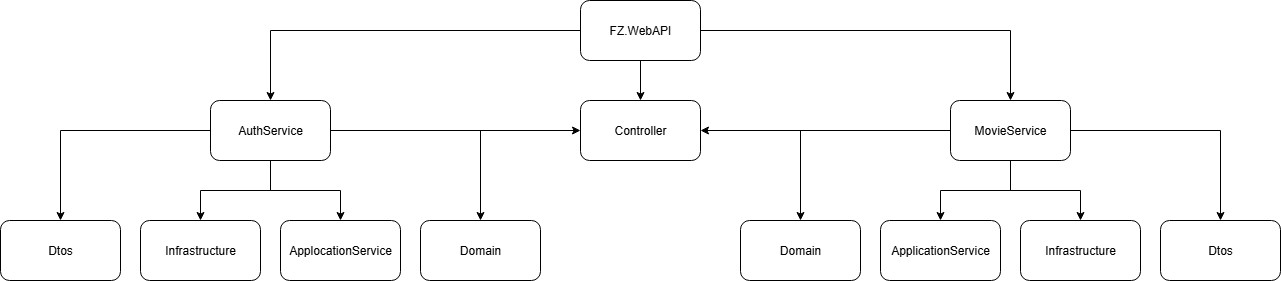 FZ.WebAPI
AuthService
Controller
MovieService
Dtos
Infrastructure
ApplocationService
Domain
Domain
ApplicationService
Infrastructure
Dtos